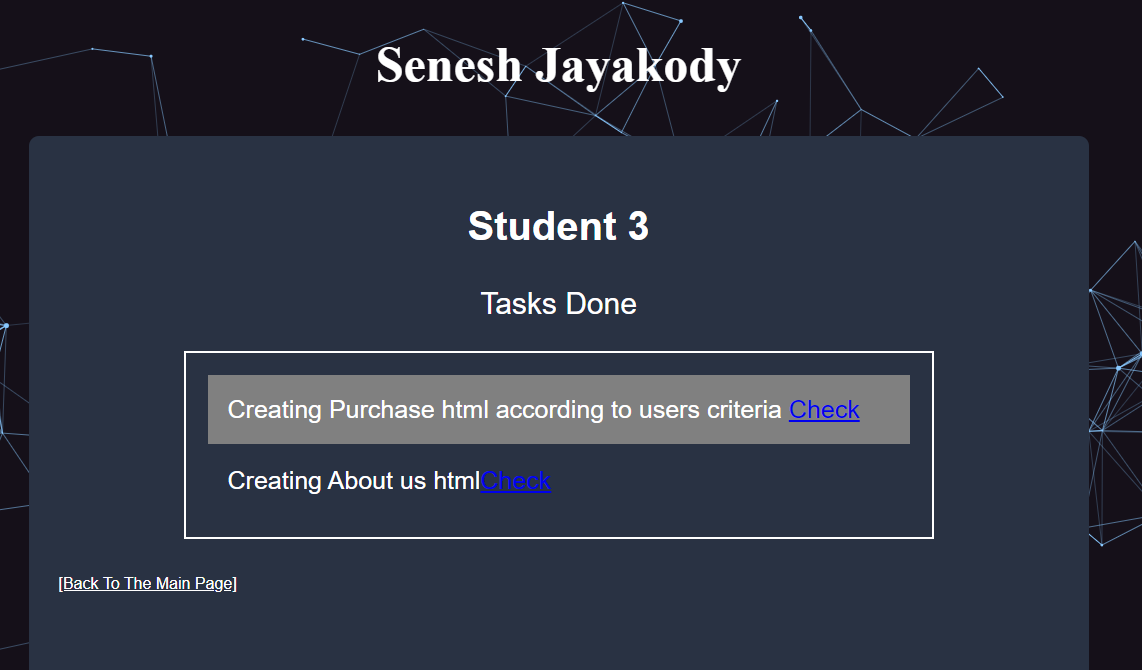 Senesh Jayakody
Student 3
Tasks Done
Creating Purchase html according to users criteria Check
Creating About us htmlCheck
[Back To The Main Page]